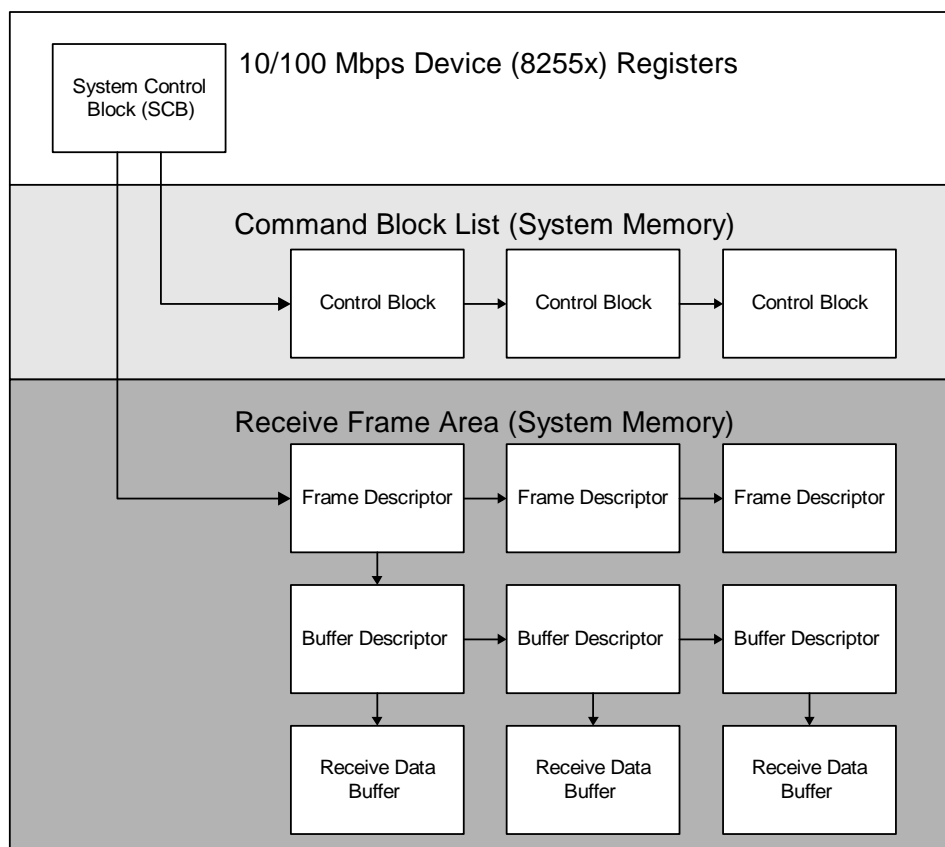 10/100 Mbps Device (8255x) Registers
System Control
Block (SCB)
Command Block List (System Memory)
Control Block
Control Block
Control Block
Receive Frame Area (System Memory)
Frame Descriptor
Frame Descriptor
Frame Descriptor
Buffer Descriptor
Buffer Descriptor
Buffer Descriptor
Receive Data
Buffer
Receive Data
Buffer
Receive Data
Buffer